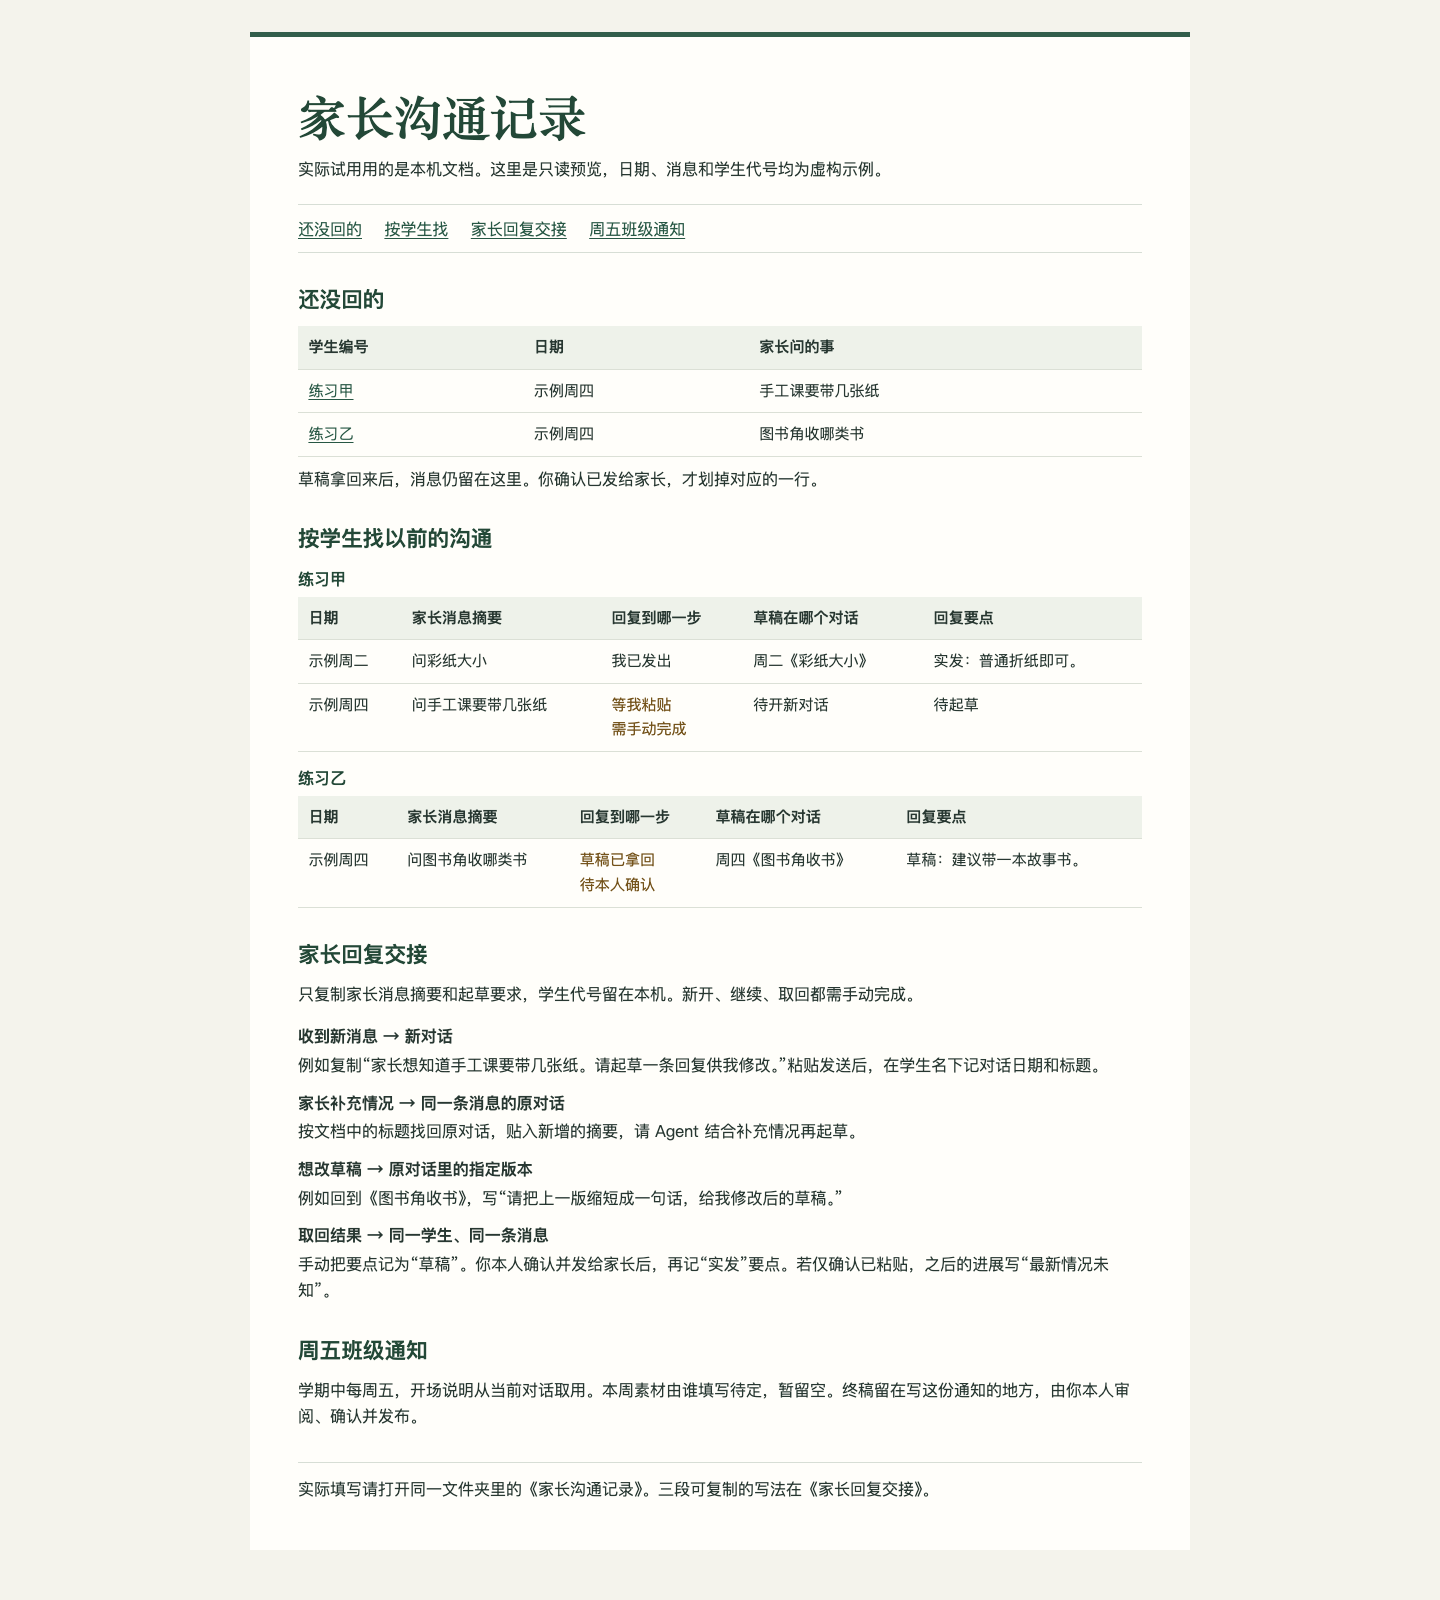 家长沟通记录
实际试用用的是本机文档。这里是只读预览，日期、消息和学生代号均为虚构示例。
还没回的 按学生找 家长回复交接 周五班级通知
还没回的
学生编号 日期 家长问的事
练习甲 示例周四 手工课要带几张纸
练习乙 示例周四 图书角收哪类书
草稿拿回来后，消息仍留在这里。你确认已发给家长，才划掉对应的一行。
按学生找以前的沟通
练习甲
日期 家长消息摘要 回复到哪一步 草稿在哪个对话 回复要点
示例周二 问彩纸大小 我已发出 周二《彩纸大小》 实发：普通折纸即可。
示例周四 问手工课要带几张纸 等我粘贴 待开新对话 待起草
需手动完成
练习乙
日期 家长消息摘要 回复到哪一步 草稿在哪个对话 回复要点
示例周四 问图书角收哪类书 草稿已拿回 周四《图书角收书》 草稿：建议带一本故事书。
待本人确认
家长回复交接
只复制家长消息摘要和起草要求，学生代号留在本机。新开、继续、取回都需手动完成。
收到新消息 → 新对话
例如复制“家长想知道手工课要带几张纸。请起草一条回复供我修改。”粘贴发送后，在学生名下记对话日期和标题。
家长补充情况 → 同一条消息的原对话
按文档中的标题找回原对话，贴入新增的摘要，请 Agent 结合补充情况再起草。
想改草稿 → 原对话里的指定版本
例如回到《图书角收书》，写“请把上一版缩短成一句话，给我修改后的草稿。”
取回结果 → 同一学生、同一条消息
手动把要点记为“草稿”。你本人确认并发给家长后，再记“实发”要点。若仅确认已粘贴，之后的进展写“最新情况未
知”。
周五班级通知
学期中每周五，开场说明从当前对话取用。本周素材由谁填写待定，暂留空。终稿留在写这份通知的地方，由你本人审
阅、确认并发布。
实际填写请打开同一文件夹里的《家长沟通记录》。三段可复制的写法在《家长回复交接》。